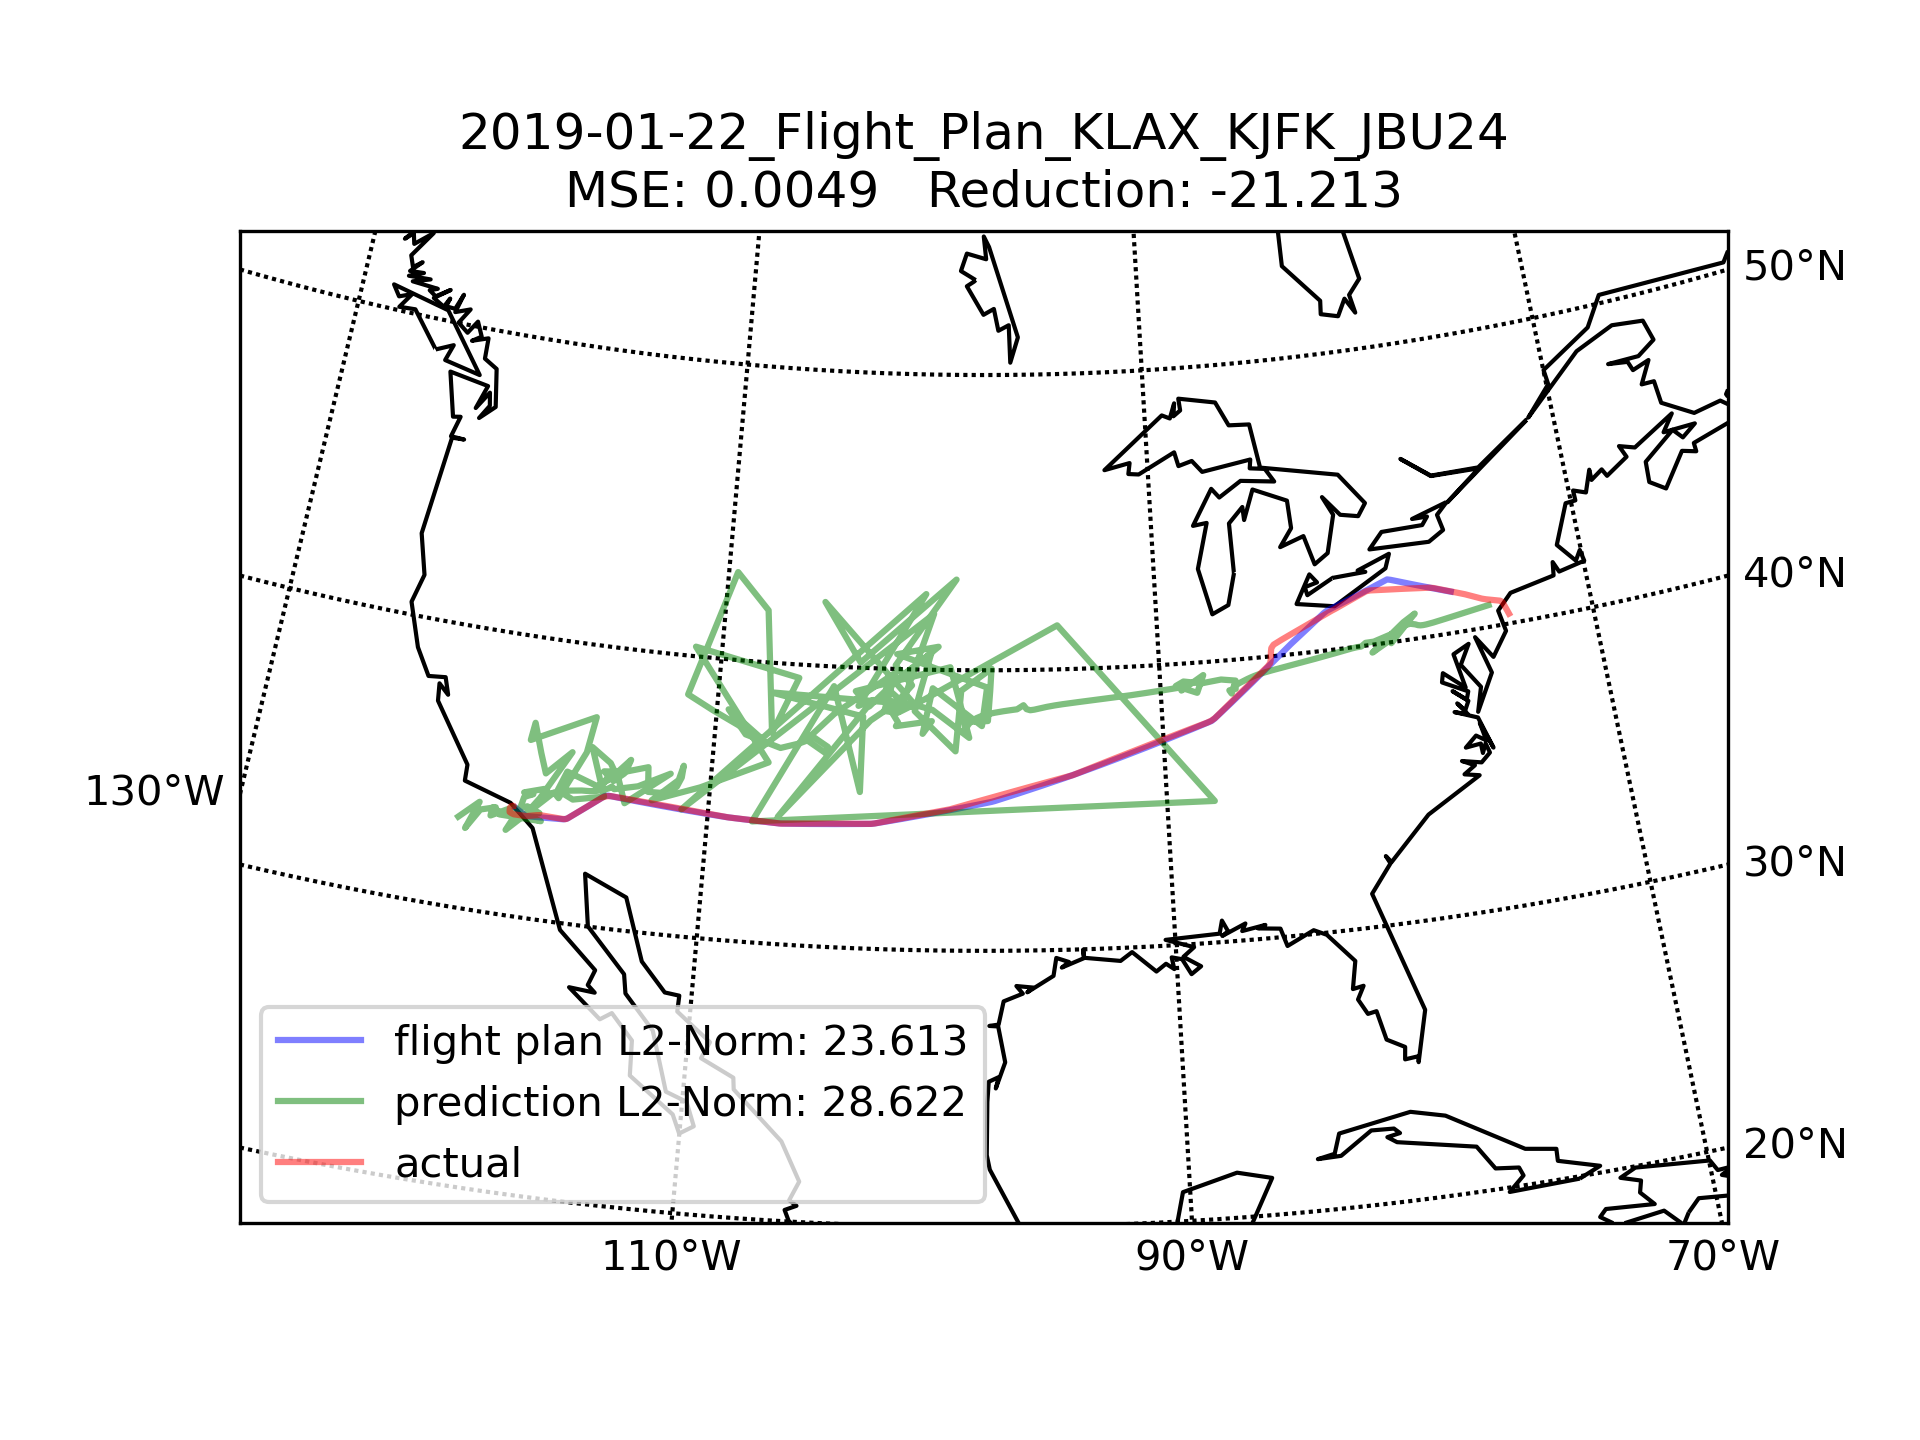 2019-01-22_Flight_Plan_KLAX_KJFK_JBU24
MSE: 0.0049   Reduction: -21.213
50°N
40°N
130°W
30°N
20°N
flight plan L2-Norm: 23.613
prediction L2-Norm: 28.622
actual
110°W
90°W
70°W